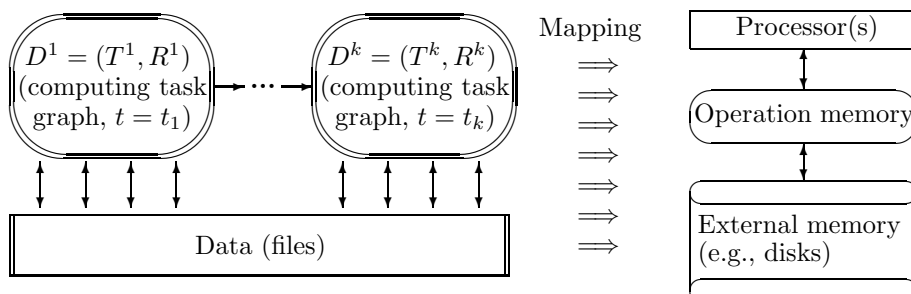 D¹ = (T¹, R¹)
(computing task
graph, t = t₁)
···
Dᵏ = (Tᵏ, Rᵏ)
(computing task
graph, t = tₖ)
Data (files)
Mapping
⟹
⟹
⟹
⟹
⟹
⟹
⟹
Processor(s)
Operation memory
External memory
(e.g., disks)